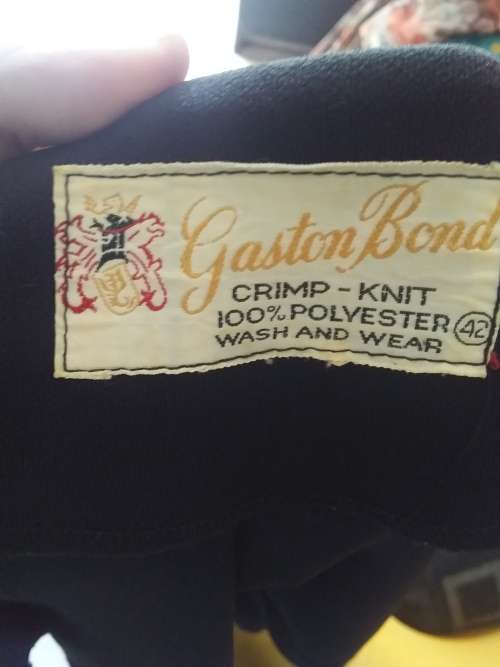 Gaston Bond
CRIMP - KNIT
100% POLYESTER 42
WASH AND WEAR